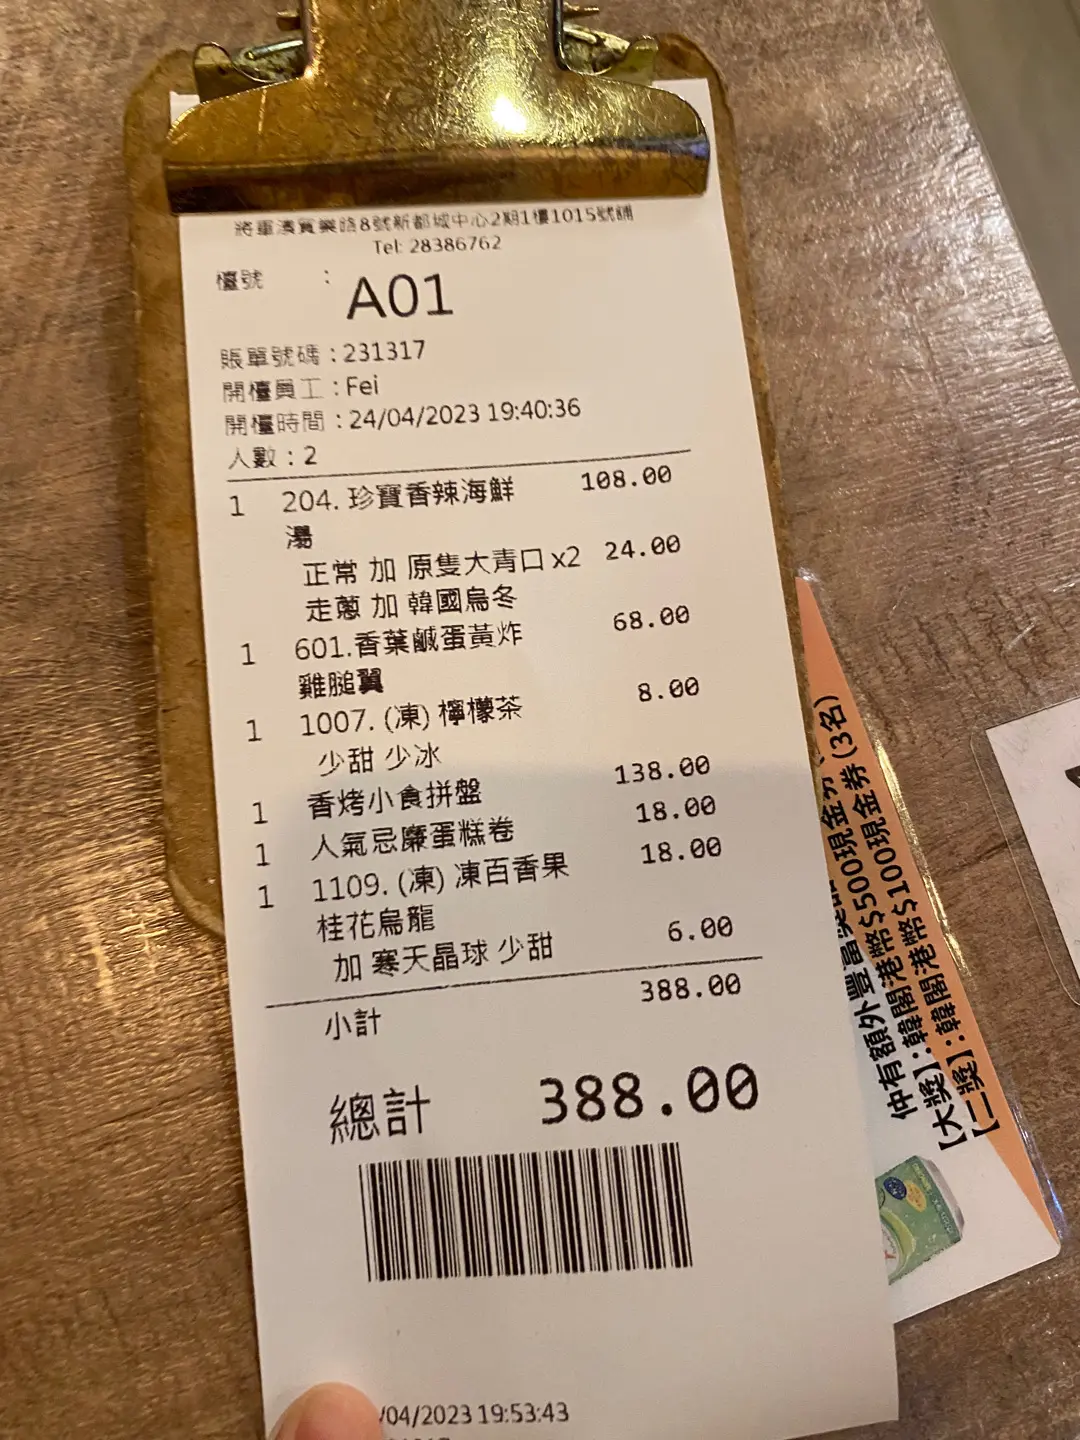 將軍澳寶樂路8號新都城中心2期1樓1015號舖
Tel: 28386762
檯號 :
A01
賬單號碼 : 231317
開檯員工 : Fei
開檯時間 : 24/04/2023 19:40:36
人數 : 2
1 204. 珍寶香辣海鮮 108.00
湯
正常 加 原隻大青口 x2 24.00
走蔥 加 韓國烏冬
1 601.香葉鹹蛋黃炸 68.00
雞腿翼
1 1007. (凍) 檸檬茶 8.00
少甜 少冰
1 香烤小食拼盤 138.00
1 人氣忌廉蛋糕卷 18.00
1 1109. (凍) 凍百香果 18.00
桂花烏龍
加 寒天晶球 少甜 6.00
小計 388.00
總計 388.00
/04/2023 19:53:43
仲有額外豐富獎
【大獎】: 韓閣港幣$500現金券
【二獎】: 韓閣港幣$100現金券 (3名)